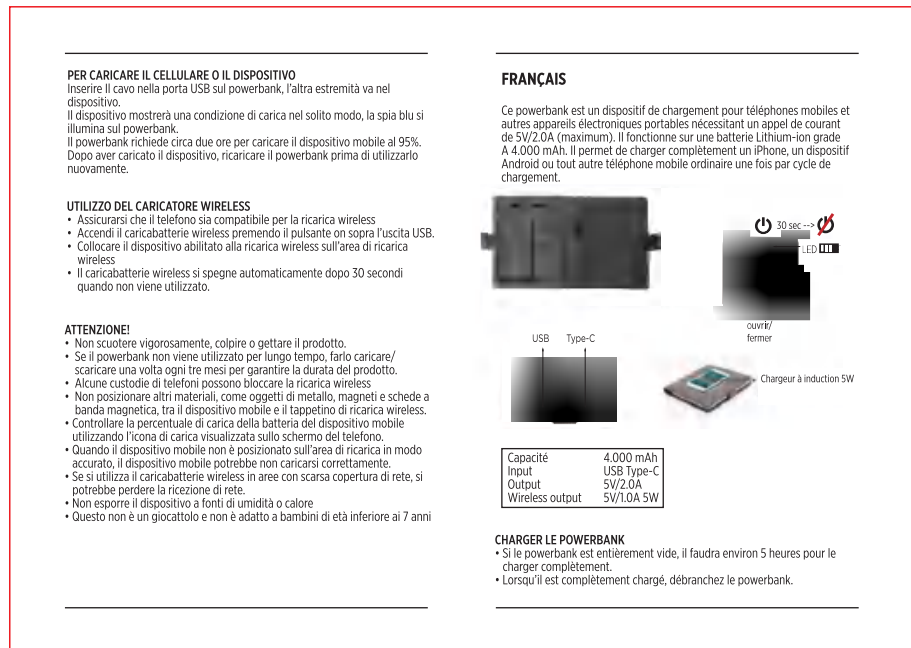 PER CARICARE IL CELLULARE O IL DISPOSITIVO
Inserire Il cavo nella porta USB sul powerbank, l'altra estremità va nel
dispositivo.
Il dispositivo mostrerà una condizione di carica nel solito modo, la spia blu si
illumina sul powerbank.
Il powerbank richiede circa due ore per caricare il dispositivo mobile al 95%.
Dopo aver caricato il dispositivo, ricaricare il powerbank prima di utilizzarlo
nuovamente.
UTILIZZO DEL CARICATORE WIRELESS
• Assicurarsi che il telefono sia compatibile per la ricarica wireless
• Accendi il caricabatterie wireless premendo il pulsante on sopra l'uscita USB.
• Collocare il dispositivo abilitato alla ricarica wireless sull'area di ricarica
wireless
• Il caricabatterie wireless si spegne automaticamente dopo 30 secondi
quando non viene utilizzato.
ATTENZIONE!
• Non scuotere vigorosamente, colpire o gettare il prodotto.
• Se il powerbank non viene utilizzato per lungo tempo, farlo caricare/
scaricare una volta ogni tre mesi per garantire la durata del prodotto.
• Alcune custodie di telefoni possono bloccare la ricarica wireless
• Non posizionare altri materiali, come oggetti di metallo, magneti e schede a
banda magnetica, tra il dispositivo mobile e il tappetino di ricarica wireless.
• Controllare la percentuale di carica della batteria del dispositivo mobile
utilizzando l'icona di carica visualizzata sullo schermo del telefono.
• Quando il dispositivo mobile non è posizionato sull'area di ricarica in modo
accurato, il dispositivo mobile potrebbe non caricarsi correttamente.
• Se si utilizza il caricabatterie wireless in aree con scarsa copertura di rete, si
potrebbe perdere la ricezione di rete.
• Non esporre il dispositivo a fonti di umidità o calore
• Questo non è un giocattolo e non è adatto a bambini di età inferiore ai 7 anni
FRANÇAIS
Ce powerbank est un dispositif de chargement pour téléphones mobiles et
autres appareils électroniques portables nécessitant un appel de courant
de 5V/2.0A (maximum). Il fonctionne sur une batterie Lithium-ion grade
A 4.000 mAh. Il permet de charger complètement un iPhone, un dispositif
Android ou tout autre téléphone mobile ordinaire une fois par cycle de
chargement.
30 sec -->
LED
ouvrir/
fermer
USB Type-C
Chargeur à induction 5W
Capacité 4.000 mAh
Input USB Type-C
Output 5V/2.0A
Wireless output 5V/1.0A 5W
CHARGER LE POWERBANK
• Si le powerbank est entièrement vide, il faudra environ 5 heures pour le
charger complètement.
• Lorsqu'il est complètement chargé, débranchez le powerbank.